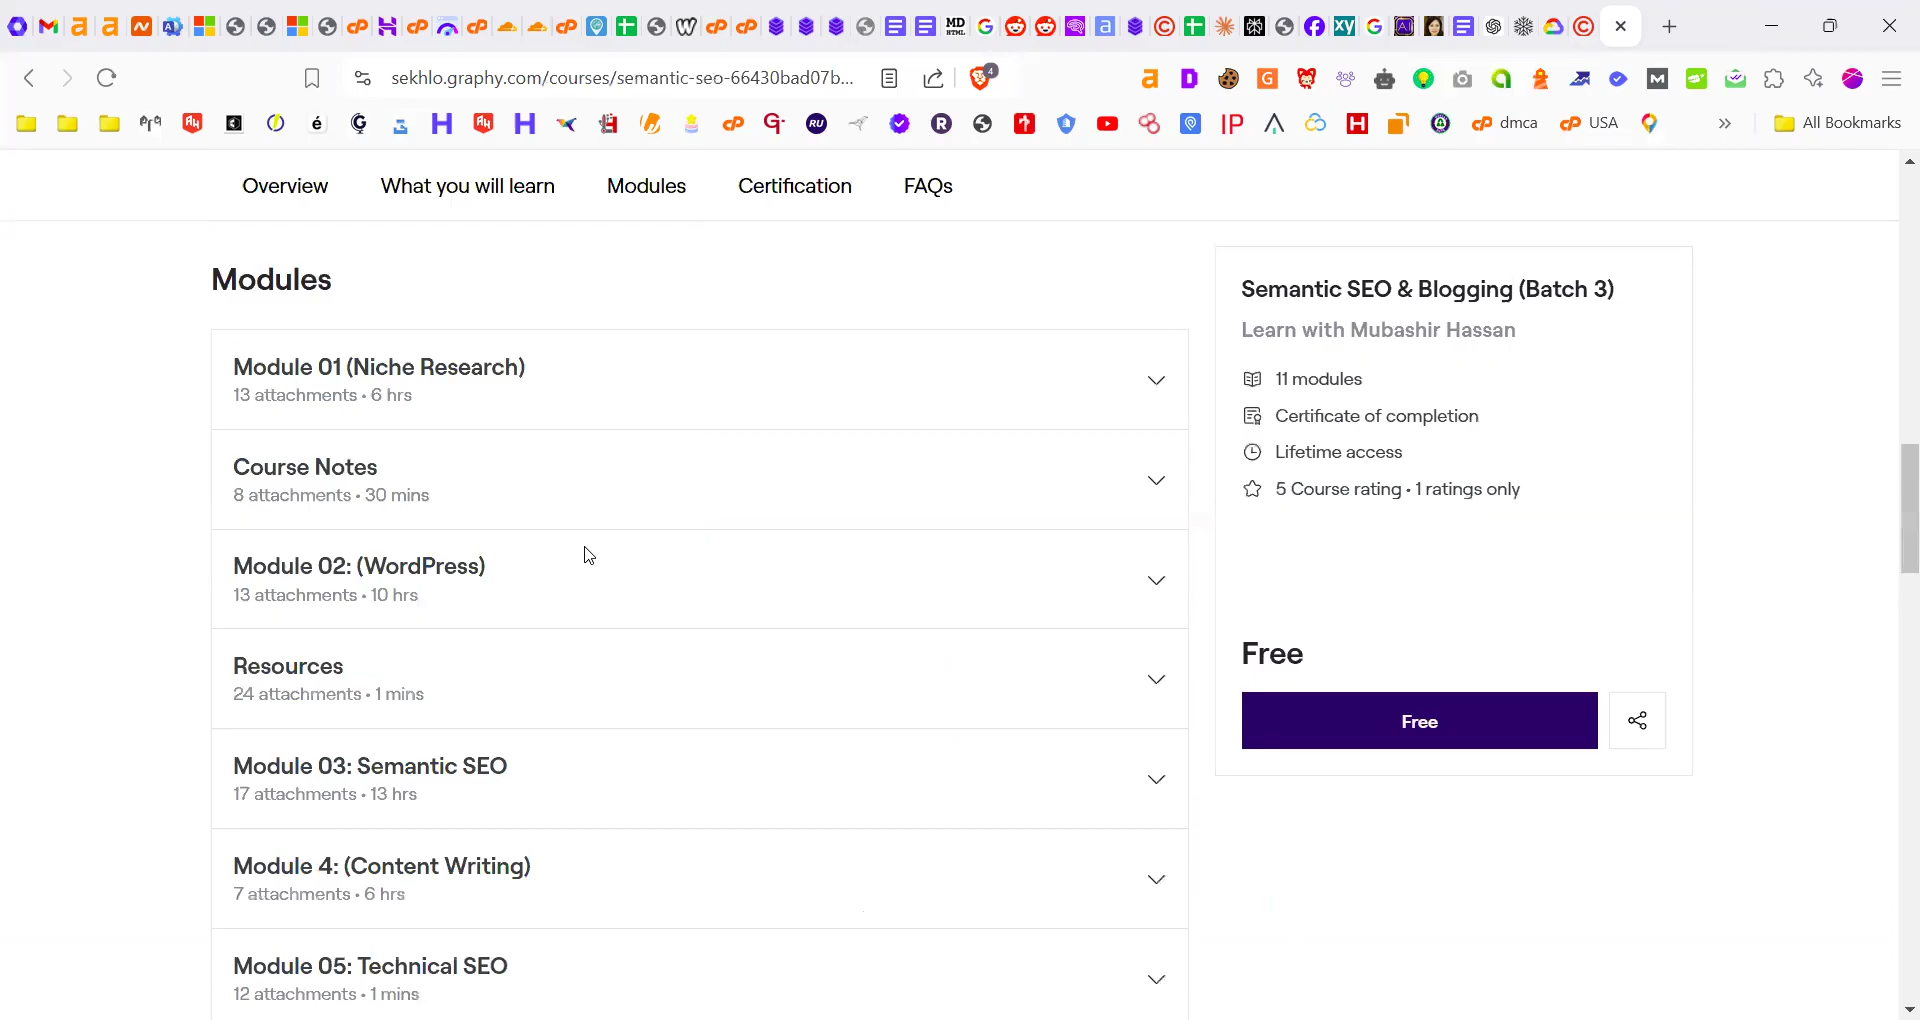 sekhlo.graphy.com/courses/semantic-seo-66430bad07b...
4
dmca
USA
All Bookmarks
Overview
What you will learn
Modules
Certification
FAQs
Modules
Module 01 (Niche Research)
13 attachments • 6 hrs
Course Notes
8 attachments • 30 mins
Module 02: (WordPress)
13 attachments • 10 hrs
Resources
24 attachments • 1 mins
Module 03: Semantic SEO
17 attachments • 13 hrs
Module 4: (Content Writing)
7 attachments • 6 hrs
Module 05: Technical SEO
12 attachments • 1 mins
Semantic SEO & Blogging (Batch 3)
Learn with Mubashir Hassan
11 modules
Certificate of completion
Lifetime access
5 Course rating • 1 ratings only
Free
Free